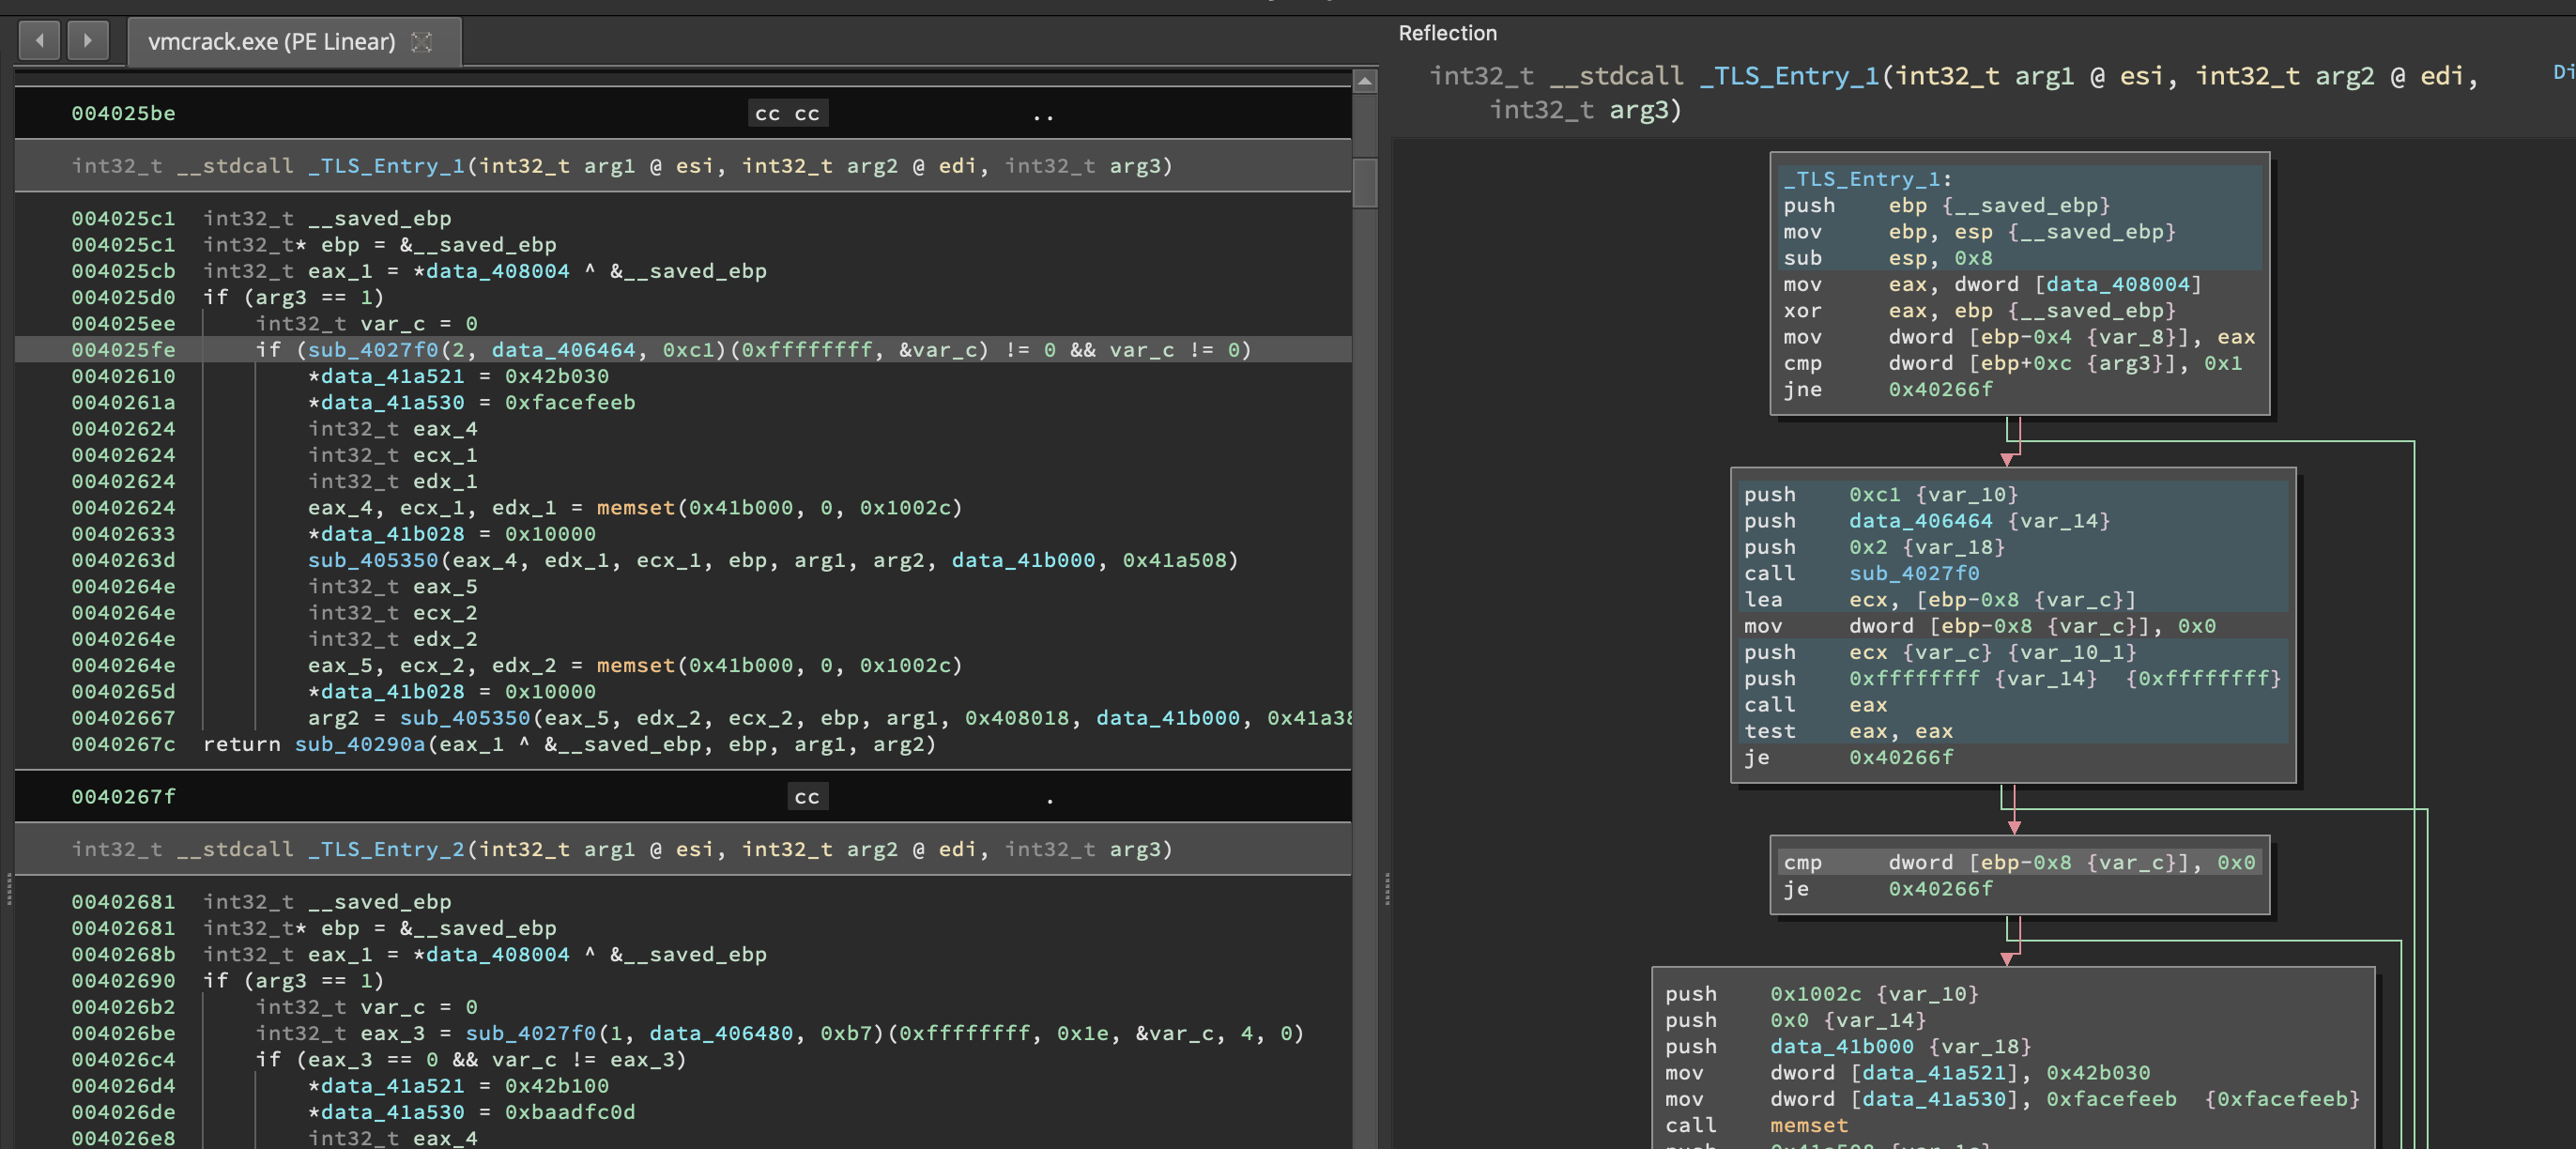 vmcrack.exe (PE Linear)
004025be cc cc ..
int32_t __stdcall _TLS_Entry_1(int32_t arg1 @ esi, int32_t arg2 @ edi, int32_t arg3)
004025c1 int32_t __saved_ebp
004025c1 int32_t* ebp = &__saved_ebp
004025cb int32_t eax_1 = *data_408004 ^ &__saved_ebp
004025d0 if (arg3 == 1)
004025ee int32_t var_c = 0
004025fe if (sub_4027f0(2, data_406464, 0xc1)(0xffffffff, &var_c) != 0 && var_c != 0)
00402610 *data_41a521 = 0x42b030
0040261a *data_41a530 = 0xfacefeeb
00402624 int32_t eax_4
00402624 int32_t ecx_1
00402624 int32_t edx_1
00402624 eax_4, ecx_1, edx_1 = memset(0x41b000, 0, 0x1002c)
00402633 *data_41b028 = 0x10000
0040263d sub_405350(eax_4, edx_1, ecx_1, ebp, arg1, arg2, data_41b000, 0x41a508)
0040264e int32_t eax_5
0040264e int32_t ecx_2
0040264e int32_t edx_2
0040264e eax_5, ecx_2, edx_2 = memset(0x41b000, 0, 0x1002c)
0040265d *data_41b028 = 0x10000
00402667 arg2 = sub_405350(eax_5, edx_2, ecx_2, ebp, arg1, 0x408018, data_41b000, 0x41a38
0040267c return sub_40290a(eax_1 ^ &__saved_ebp, ebp, arg1, arg2)
0040267f cc .
int32_t __stdcall _TLS_Entry_2(int32_t arg1 @ esi, int32_t arg2 @ edi, int32_t arg3)
00402681 int32_t __saved_ebp
00402681 int32_t* ebp = &__saved_ebp
0040268b int32_t eax_1 = *data_408004 ^ &__saved_ebp
00402690 if (arg3 == 1)
004026b2 int32_t var_c = 0
004026be int32_t eax_3 = sub_4027f0(1, data_406480, 0xb7)(0xffffffff, 0x1e, &var_c, 4, 0)
004026c4 if (eax_3 == 0 && var_c != eax_3)
004026d4 *data_41a521 = 0x42b100
004026de *data_41a530 = 0xbaadfc0d
004026e8 int32_t eax_4
Reflection
int32_t __stdcall _TLS_Entry_1(int32_t arg1 @ esi, int32_t arg2 @ edi,
int32_t arg3)
Di
_TLS_Entry_1:
push ebp {__saved_ebp}
mov ebp, esp {__saved_ebp}
sub esp, 0x8
mov eax, dword [data_408004]
xor eax, ebp {__saved_ebp}
mov dword [ebp-0x4 {var_8}], eax
cmp dword [ebp+0xc {arg3}], 0x1
jne 0x40266f
push 0xc1 {var_10}
push data_406464 {var_14}
push 0x2 {var_18}
call sub_4027f0
lea ecx, [ebp-0x8 {var_c}]
mov dword [ebp-0x8 {var_c}], 0x0
push ecx {var_c} {var_10_1}
push 0xffffffff {var_14} {0xffffffff}
call eax
test eax, eax
je 0x40266f
cmp dword [ebp-0x8 {var_c}], 0x0
je 0x40266f
push 0x1002c {var_10}
push 0x0 {var_14}
push data_41b000 {var_18}
mov dword [data_41a521], 0x42b030
mov dword [data_41a530], 0xfacefeeb {0xfacefeeb}
call memset